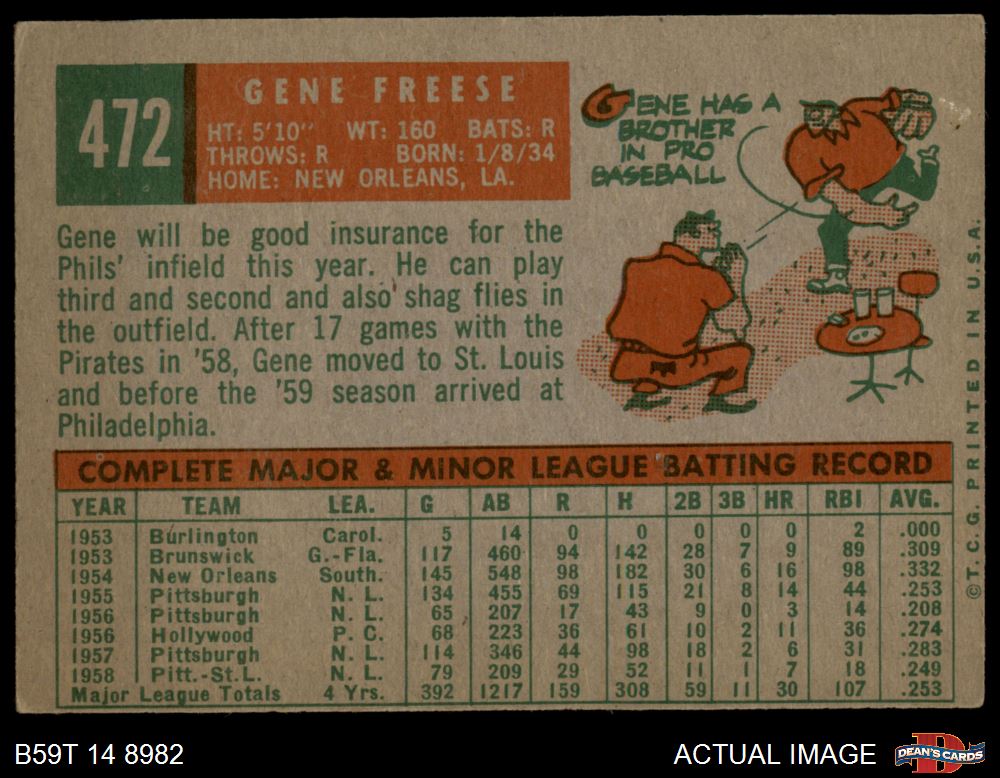 472
GENE FREESE
HT: 5'10" WT: 160 BATS: R
THROWS: R BORN: 1/8/34
HOME: NEW ORLEANS, LA.
GENE HAS A
BROTHER
IN PRO
BASEBALL
Gene will be good insurance for the
Phils' infield this year. He can play
third and second and also shag flies in
the outfield. After 17 games with the
Pirates in '58, Gene moved to St. Louis
and before the '59 season arrived at
Philadelphia.
COMPLETE MAJOR & MINOR LEAGUE BATTING RECORD
YEAR TEAM LEA. G AB R H 2B 3B HR RBI AVG.
1953 Burlington Carol. 5 14 0 0 0 0 0 2 .000
1953 Brunswick G.-Fla. 117 460 94 142 28 7 9 89 .309
1954 New Orleans South. 145 548 98 182 30 6 16 98 .332
1955 Pittsburgh N. L. 134 455 69 115 21 8 14 44 .253
1956 Pittsburgh N. L. 65 207 17 43 9 0 3 14 .208
1956 Hollywood P. C. 68 223 36 61 10 2 11 36 .274
1957 Pittsburgh N. L. 114 346 44 98 18 2 6 31 .283
1958 Pitt.-St.L. N. L. 79 209 29 52 11 1 7 18 .249
Major League Totals 4 Yrs. 392 1217 159 308 59 11 30 107 .253
© T. C. G. PRINTED IN U.S.A.
B59T 14 8982
ACTUAL IMAGE
DEAN'S CARDS